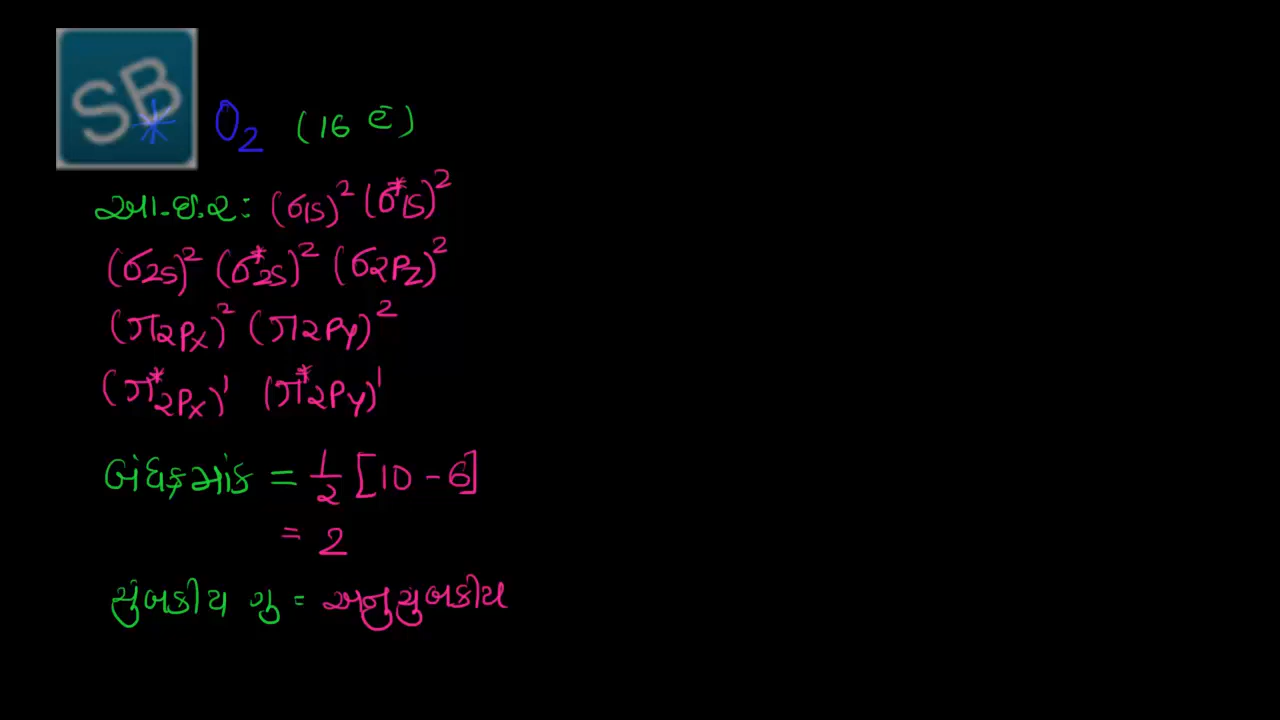 SB
* O₂ (16 e⁻)
આ.ઇ.ર: (σ1s)² (σ*1s)²
(σ2s)² (σ*2s)² (σ2Pz)²
(π2Px)² (π2Py)²
(π*2Px)¹ (π*2Py)¹
બંધક્રમાંક = 1/2 [10 - 6]
= 2
ચુંબકીય ગુ = અનુચુબકીય